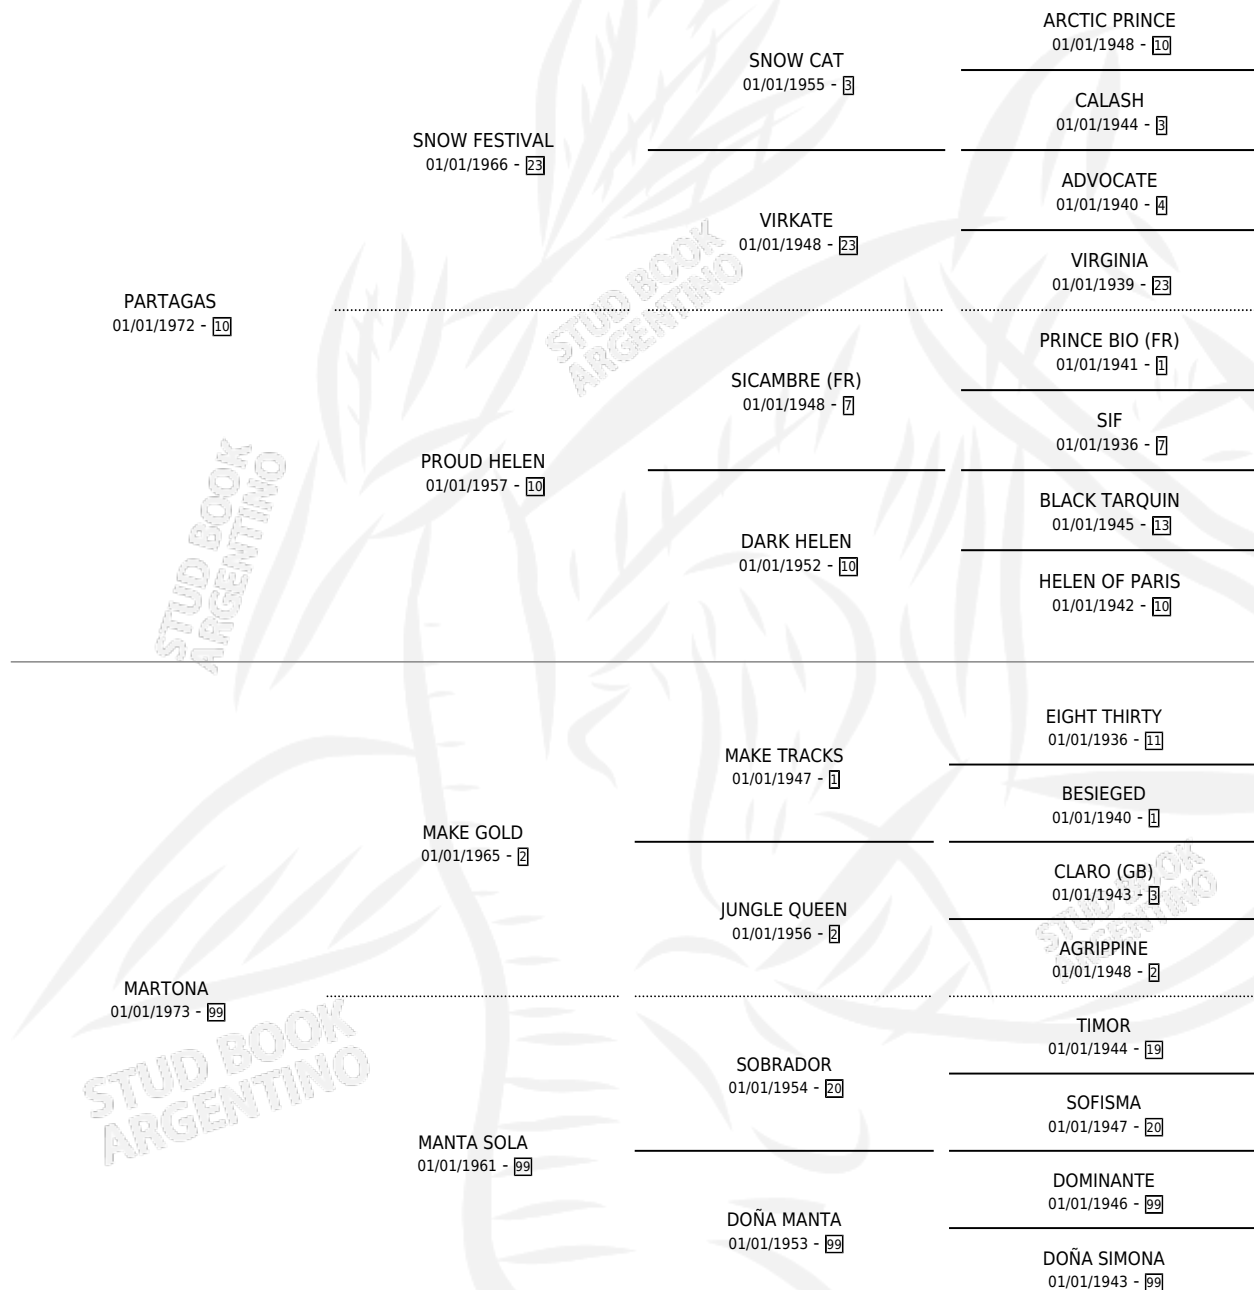 ARCTIC PRINCE
01/01/1948 - 10
SNOW CAT
01/01/1955 - 3
CALASH
01/01/1944 - 3
SNOW FESTIVAL
01/01/1966 - 23
ADVOCATE
01/01/1940 - 4
VIRKATE
01/01/1948 - 23
VIRGINIA
01/01/1939 - 23
STUD BOOK
ARGENTINO
PARTAGAS
01/01/1972 - 10
PRINCE BIO (FR)
01/01/1941 - 1
SICAMBRE (FR)
01/01/1948 - 7
SIF
01/01/1936 - 7
PROUD HELEN
01/01/1957 - 10
BLACK TARQUIN
01/01/1945 - 13
DARK HELEN
01/01/1952 - 10
HELEN OF PARIS
01/01/1942 - 10
STUD BOOK
ARGENTINO
EIGHT THIRTY
01/01/1936 - 11
MAKE TRACKS
01/01/1947 - 1
BESIEGED
01/01/1940 - 1
MAKE GOLD
01/01/1965 - 2
CLARO (GB)
01/01/1943 - 3
JUNGLE QUEEN
01/01/1956 - 2
AGRIPPINE
01/01/1948 - 2
STUD BOOK
ARGENTINO
MARTONA
01/01/1973 - 99
TIMOR
01/01/1944 - 19
SOBRADOR
01/01/1954 - 20
SOFISMA
01/01/1947 - 20
STUD BOOK
ARGENTINO
MANTA SOLA
01/01/1961 - 99
DOMINANTE
01/01/1946 - 99
DOÑA MANTA
01/01/1953 - 99
DOÑA SIMONA
01/01/1943 - 99